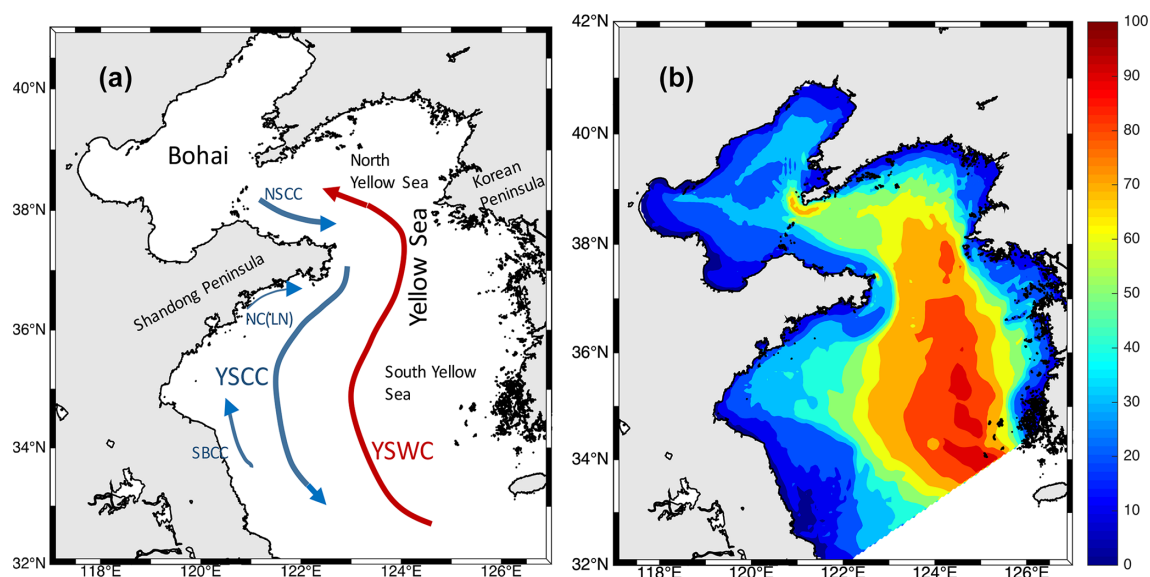 (a)
40°N
38°N
36°N
34°N
32°N
118°E
120°E
122°E
124°E
126°E
Bohai
North
Yellow Sea
Korean
Peninsula
NSCC
Yellow Sea
Shandong Peninsula
NC(LN)
YSCC
South Yellow
Sea
SBCC
YSWC
(b)
42°N
40°N
38°N
36°N
34°N
32°N
118°E
120°E
122°E
124°E
126°E
100
90
80
70
60
50
40
30
20
10
0